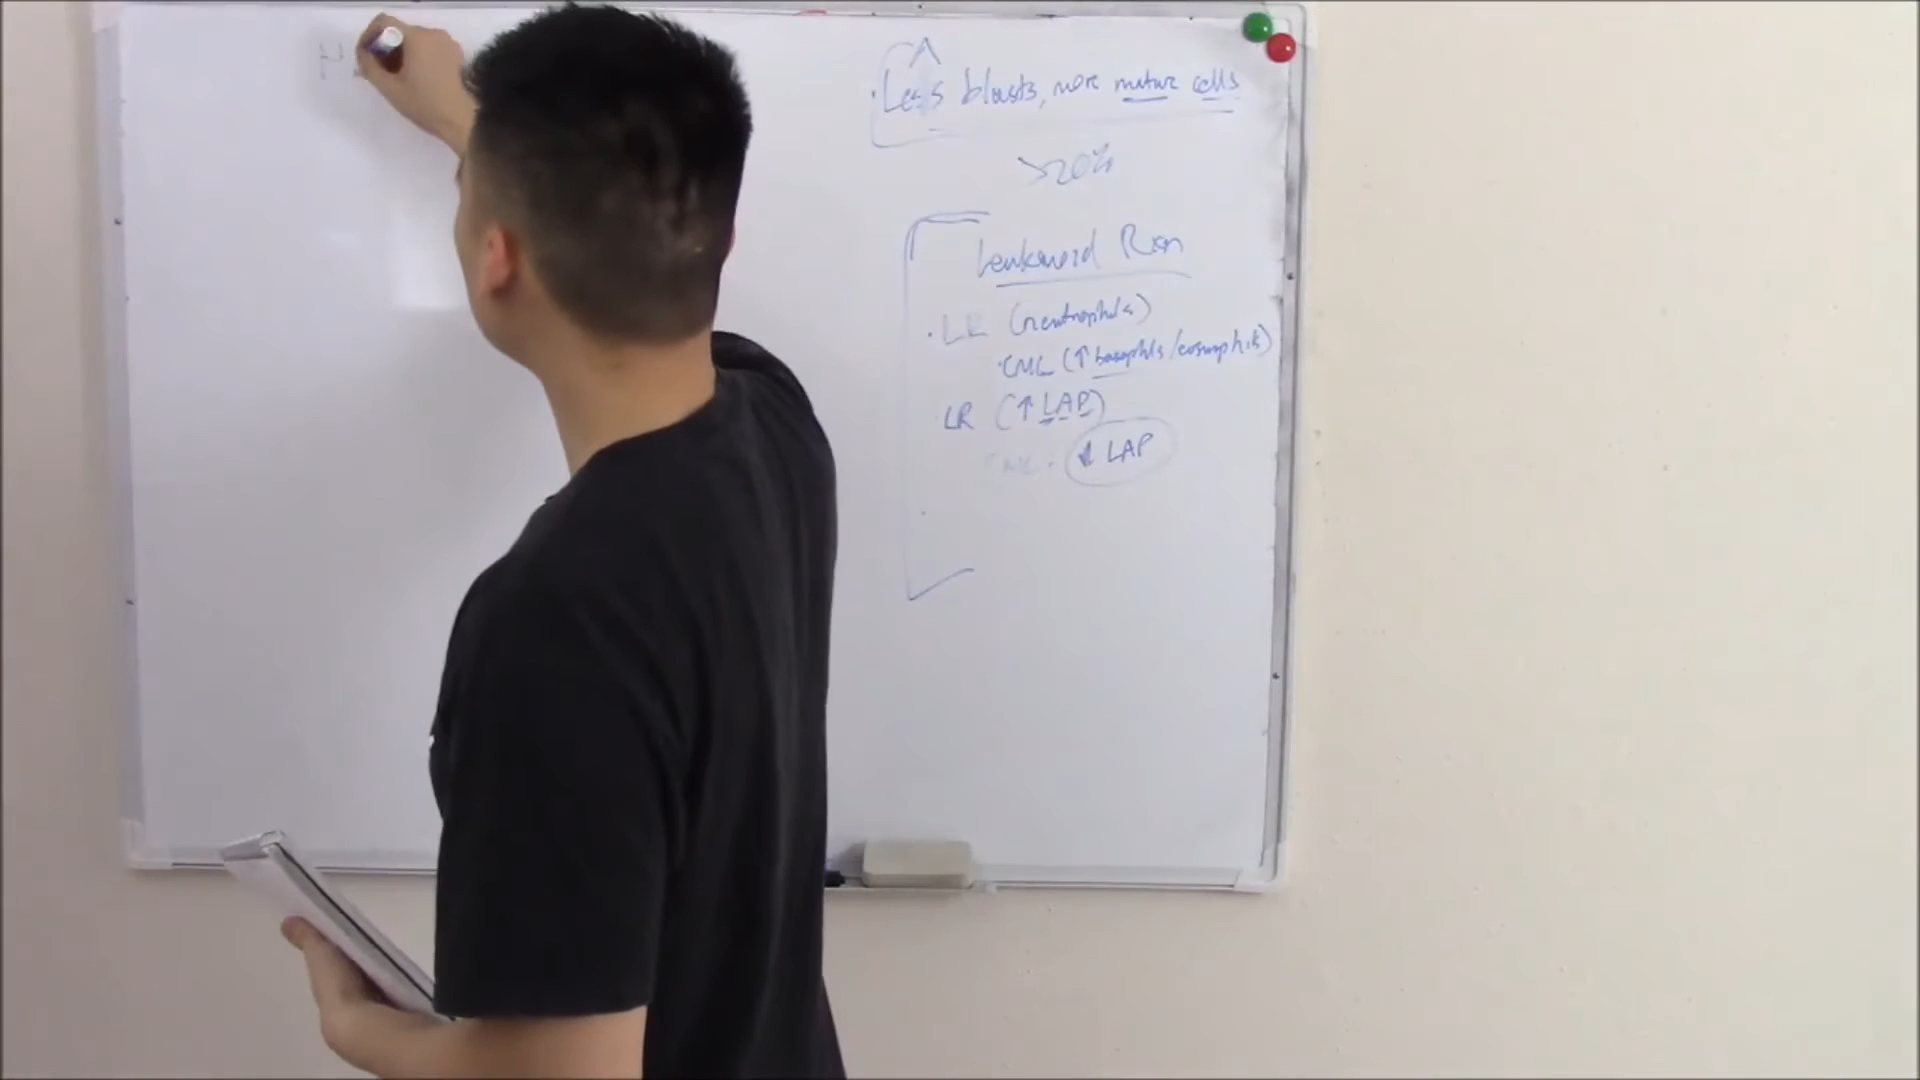 H
· Less blasts, more mature cells
>20%
Leukemoid Rxn
· LR (neutrophils)
· CML (↑ basophils/eosinophils)
· LR (↑ LAP)
CML · ↓ LAP